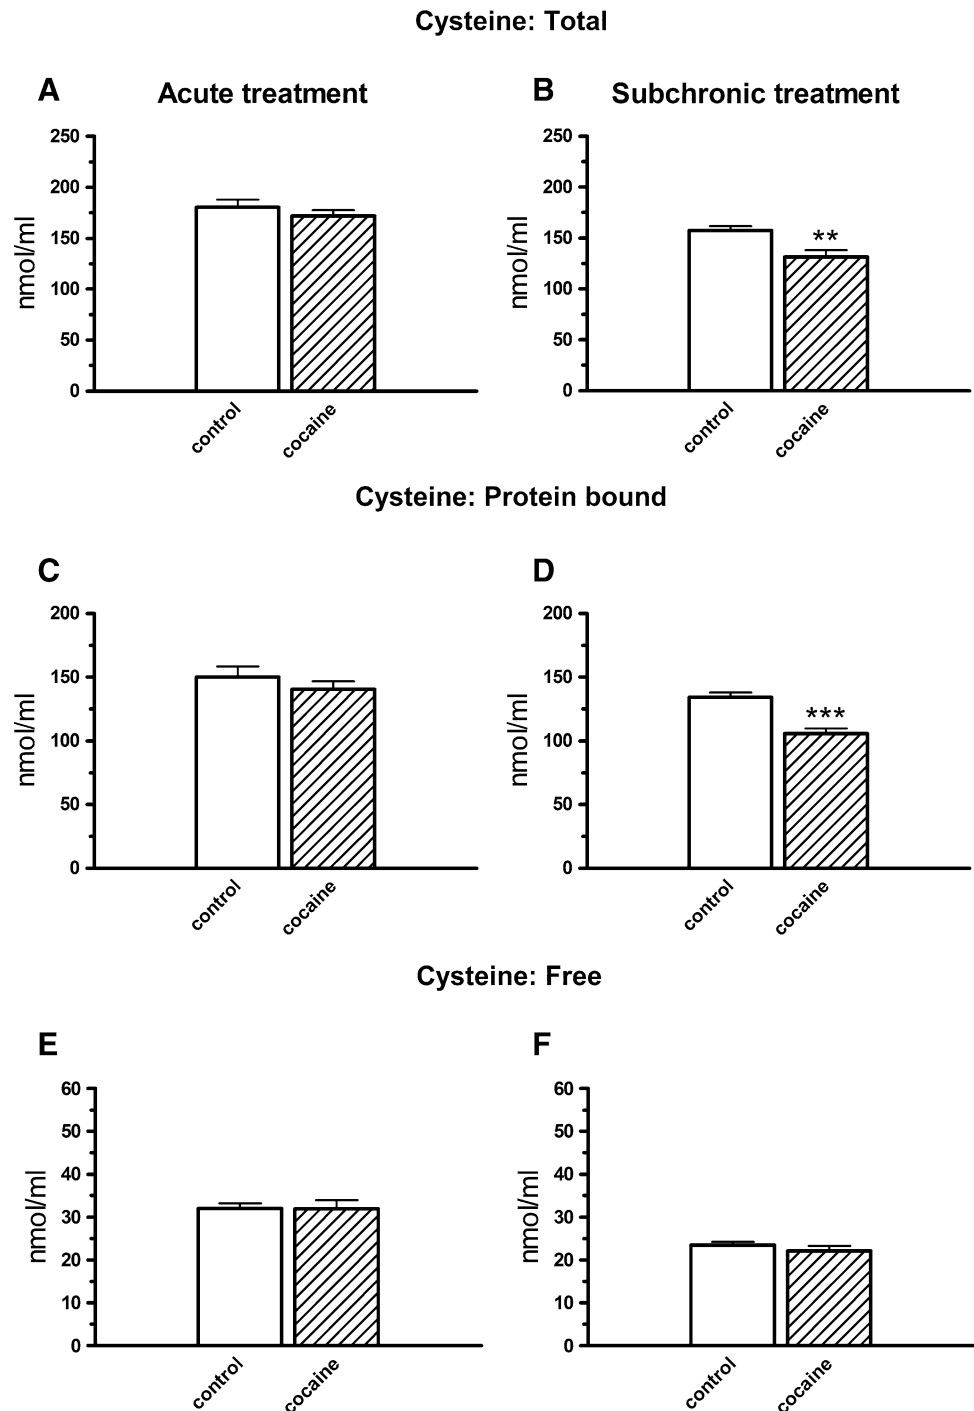 Cysteine: Total
A Acute treatment
B Subchronic treatment
250
200
150
100
50
0
nmol/ml
control
cocaine
250
200
150
100
50
0
nmol/ml
**
control
cocaine
Cysteine: Protein bound
C
D
200
150
100
50
0
nmol/ml
control
cocaine
200
150
100
50
0
nmol/ml
***
control
cocaine
Cysteine: Free
E
F
60
50
40
30
20
10
0
nmol/ml
control
cocaine
60
50
40
30
20
10
0
nmol/ml
control
cocaine